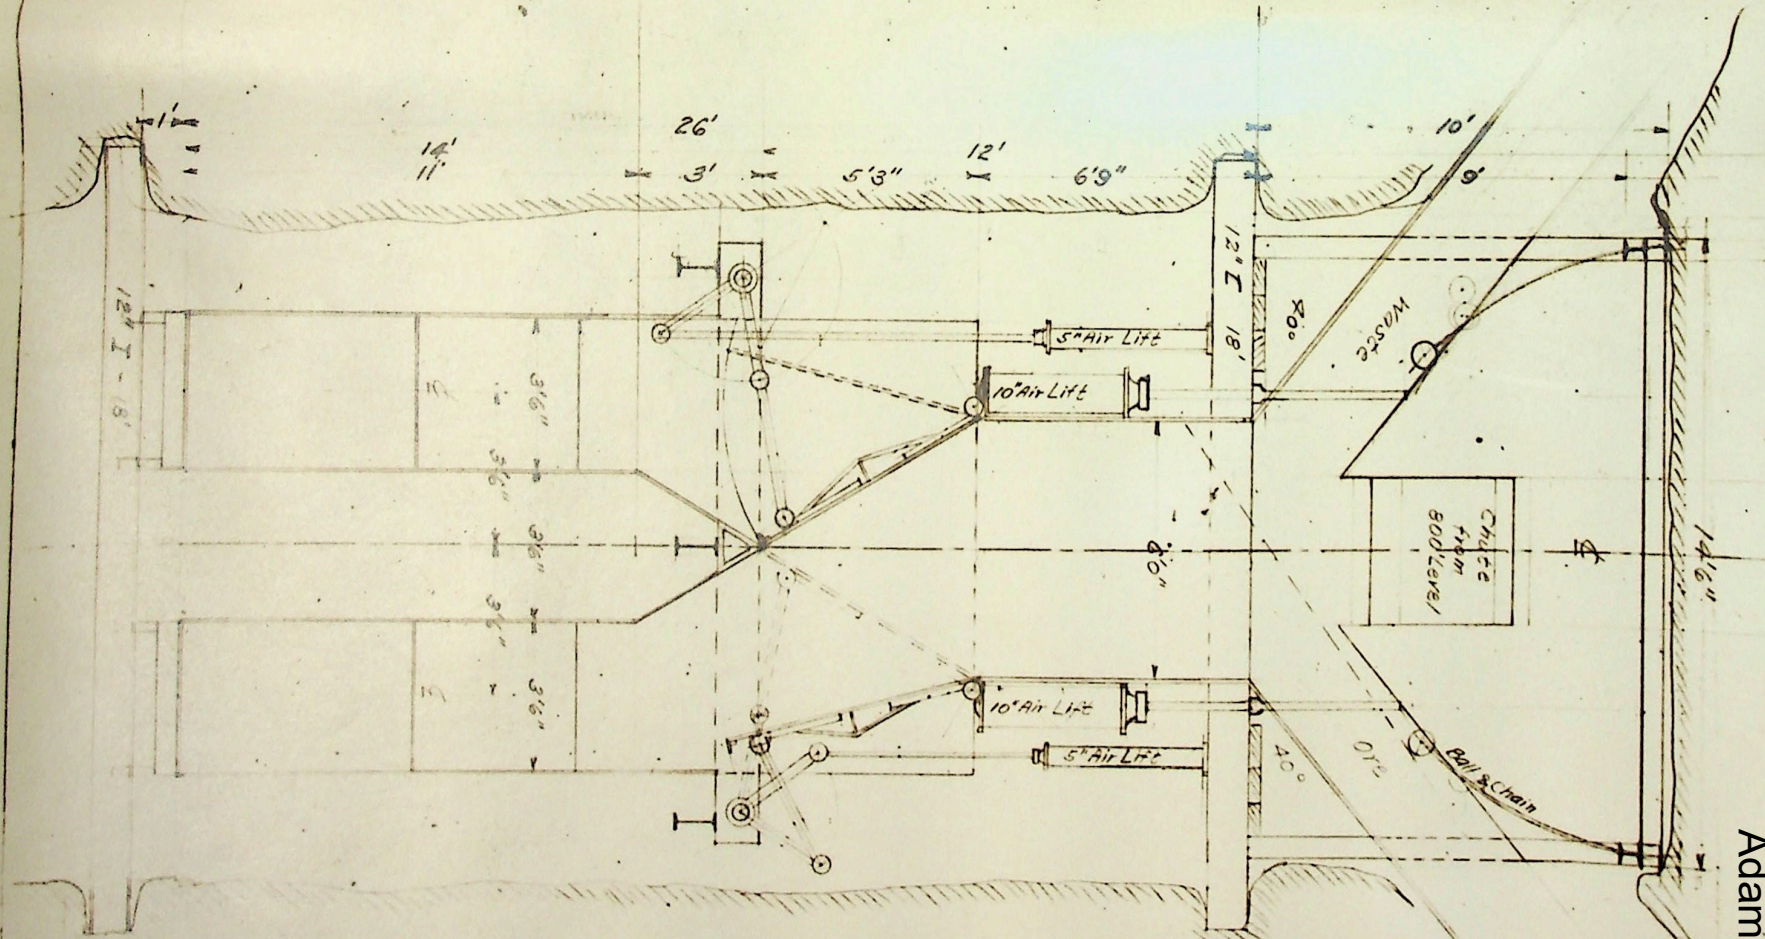 1'
26'
10'
14'
12'
11'
3'
5'3"
6'9"
9'
12" I 18'
12" I - 18'
40°
Waste
5" Air Lift
10" Air Lift
3'6"
3'6"
3'6"
3'6"
3'6"
8'0"
Chute
from
800' Level
14'6"
10" Air Lift
5" Air Lift
40°
Ball & Chain
Adam